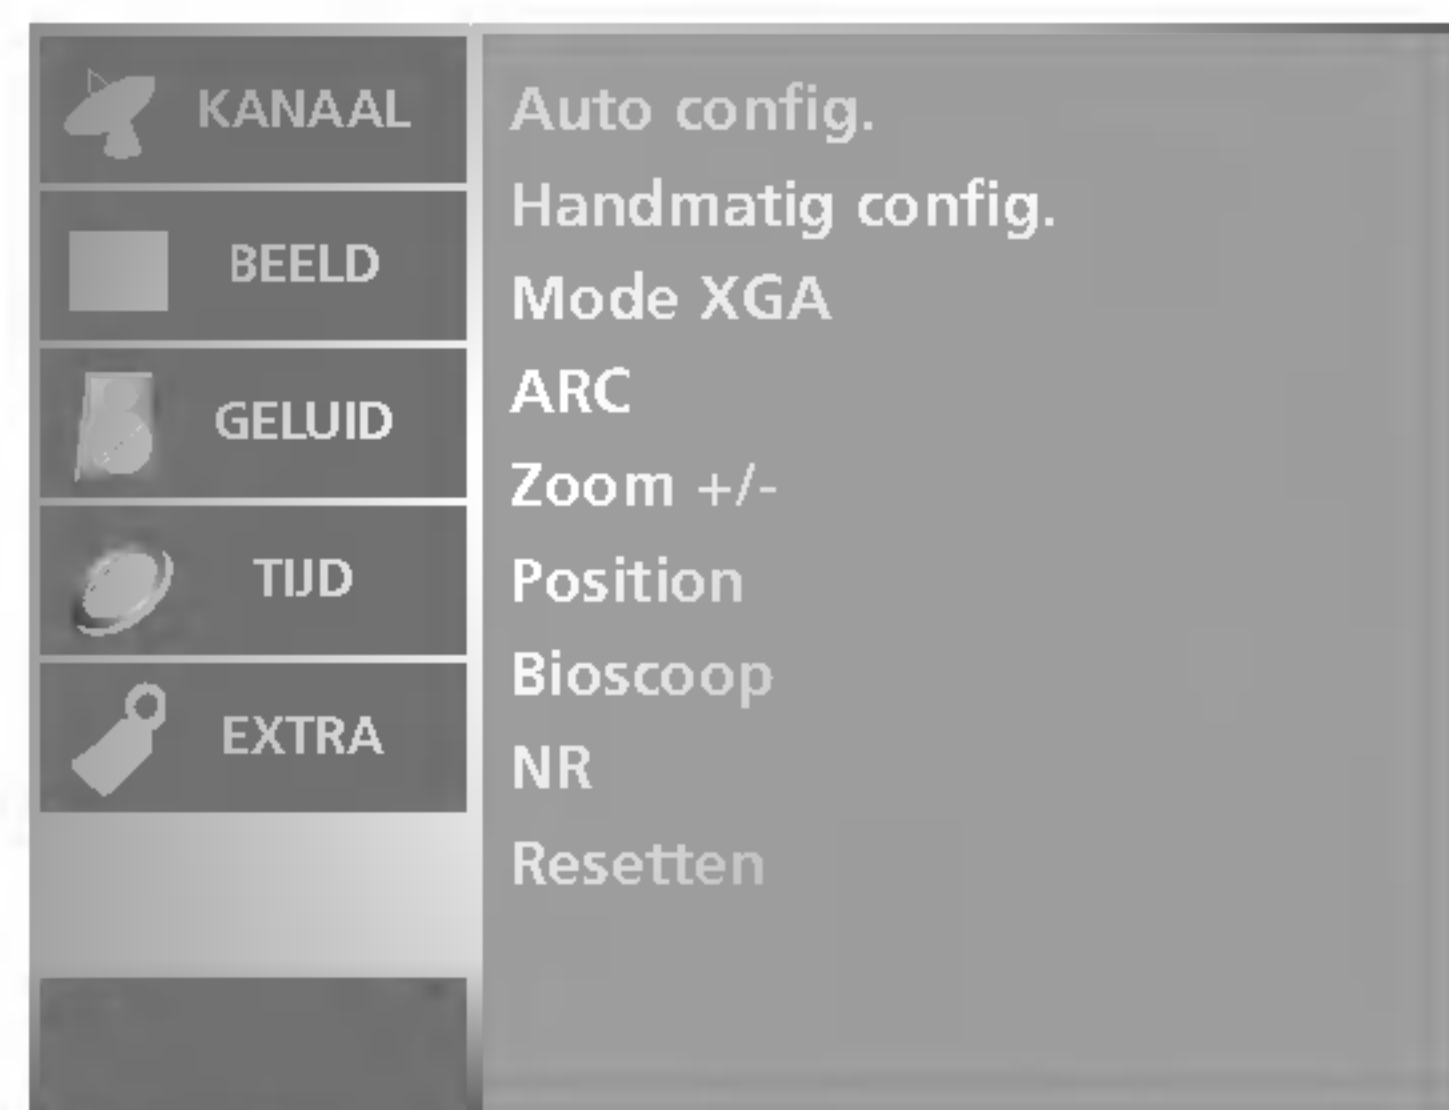 KANAAL
BEELD
GELUID
TIJD
EXTRA
Auto config.
Handmatig config.
Mode XGA
ARC
Zoom +/-
Position
Bioscoop
NR
Resetten